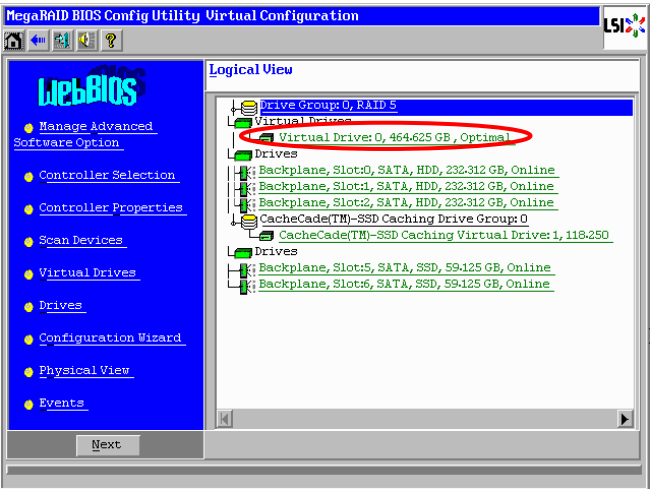 MegaRAID BIOS Config Utility Virtual Configuration
LSI
WebBIOS
Logical View
Drive Group: 0, RAID 5
Virtual Drives
Virtual Drive: 0, 464.625 GB , Optimal
Drives
Backplane, Slot:0, SATA, HDD, 232.312 GB, Online
Backplane, Slot:1, SATA, HDD, 232.312 GB, Online
Backplane, Slot:2, SATA, HDD, 232.312 GB, Online
CacheCade(TM)-SSD Caching Drive Group: 0
CacheCade(TM)-SSD Caching Virtual Drive: 1, 118.250
Drives
Backplane, Slot:5, SATA, SSD, 59.125 GB, Online
Backplane, Slot:6, SATA, SSD, 59.125 GB, Online
Manage Advanced
Software Option
Controller Selection
Controller Properties
Scan Devices
Virtual Drives
Drives
Configuration Wizard
Physical View
Events
Next